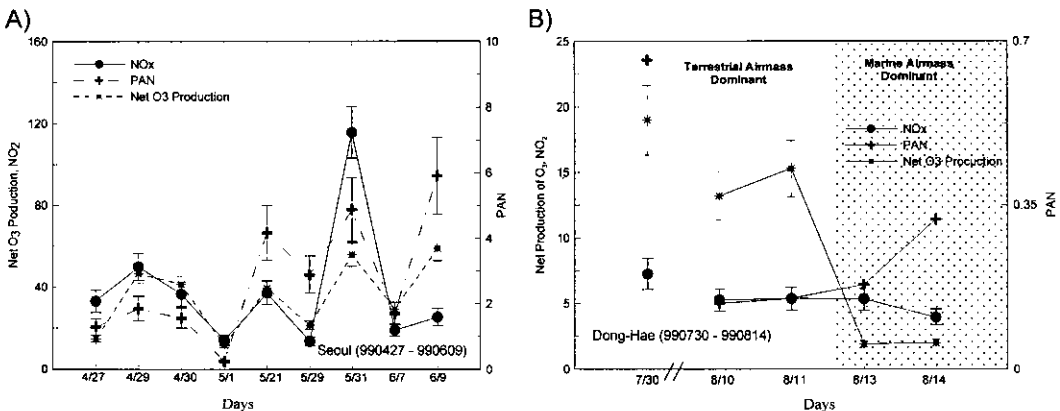 A)
160
120
80
40
0
Net O3 Production, NO2
NOx
PAN
Net O3 Production
10
8
6
4
2
0
PAN
Seoul (990427 - 990609)
4/27 4/29 4/30 5/1 5/21 5/29 5/31 6/7 6/9
Days
B)
25
20
15
10
5
0
Net Production of O3, NO2
Terrestrial Airmass
Dominant
Marine Airmass
Dominant
NOx
PAN
Net O3 Procuction
0.7
0.35
0
PAN
Dong-Hae (990730 - 990814)
7/30 // 8/10 8/11 8/13 8/14
Days